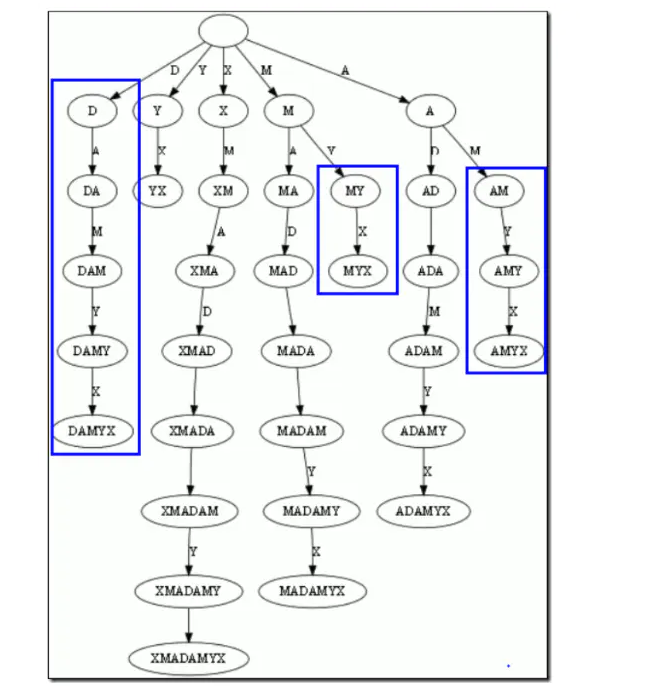 D Y X M A
D Y X M A
A X M A Y D M
DA YX XM MA MY AD AM
M A D X Y
DAM XMA MAD MYX ADA AMY
Y D M X
DAMY XMAD MADA ADAM AMYX
X Y
DAMYX XMADA MADAM ADAMY
Y X
XMADAM MADAMY ADAMYX
Y X
XMADAMY MADAMYX
XMADAMYX